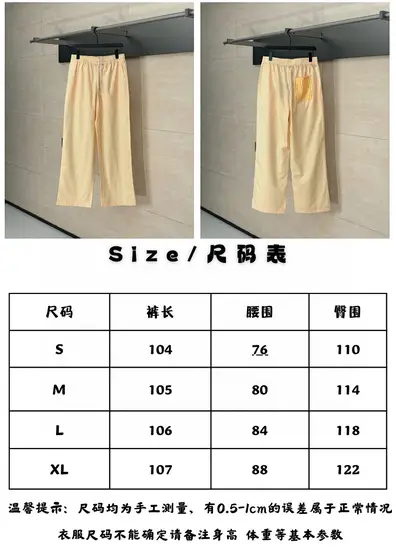 Size/尺码表
尺码 裤长 腰围 臀围
S 104 76 110
M 105 80 114
L 106 84 118
XL 107 88 122
温馨提示：尺码均为手工测量、有0.5-1cm的误差属于正常情况
衣服尺码不能确定请备注身高 体重等基本参数